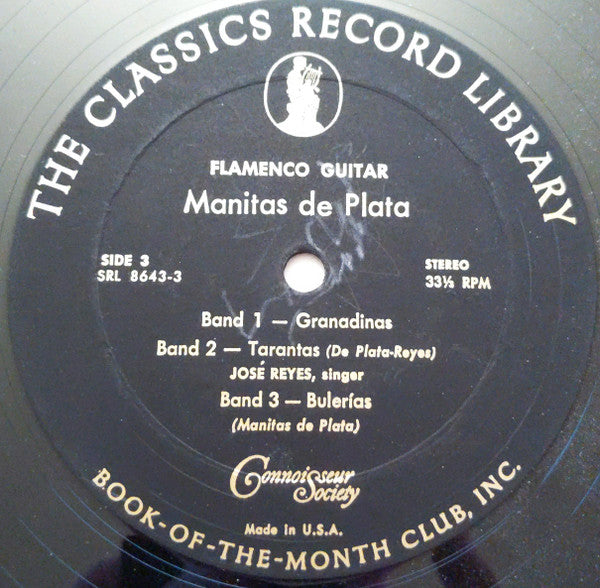 THE CLASSICS RECORD LIBRARY
FLAMENCO GUITAR
Manitas de Plata
SIDE 3
SRL 8643-3
STEREO
33⅓ RPM
Band 1 — Granadinas
Band 2 — Tarantas (De Plata-Reyes)
JOSÉ REYES, singer
Band 3 — Bulerías
(Manitas de Plata)
Connoisseur
Society
Made in U.S.A.
BOOK-OF-THE-MONTH CLUB, INC.